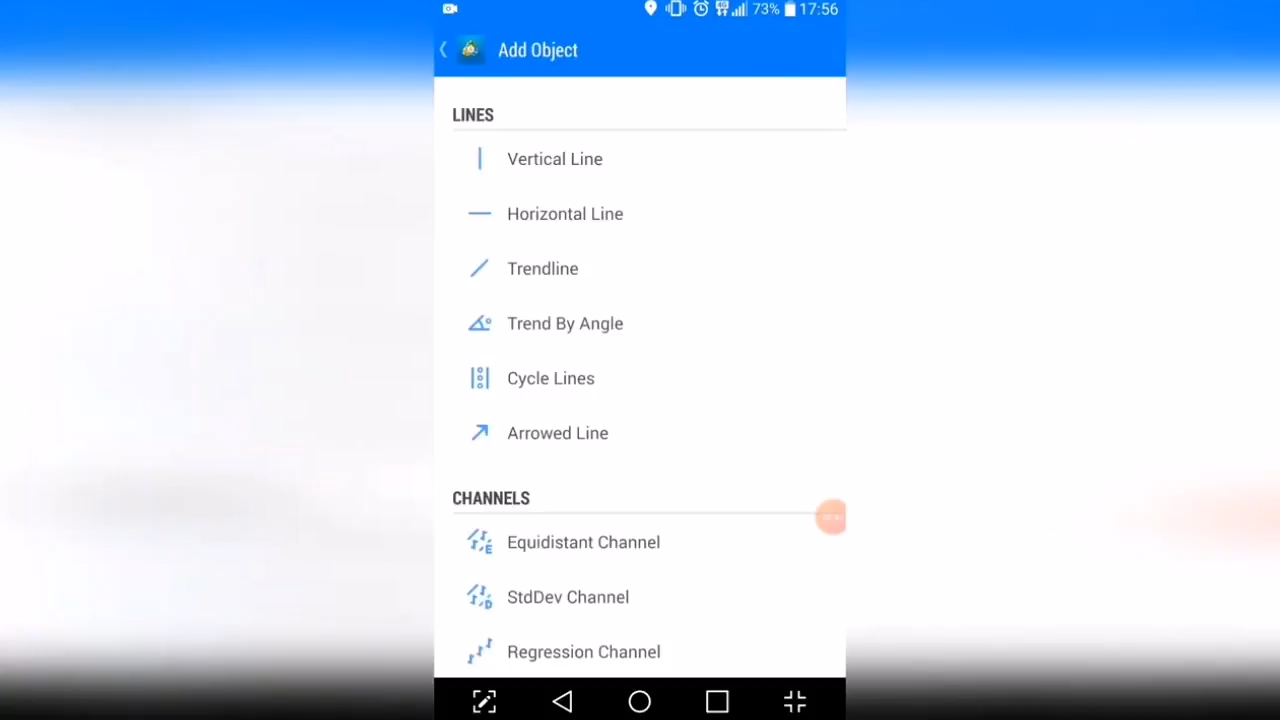 73% 17:56
Add Object
LINES
Vertical Line
Horizontal Line
Trendline
Trend By Angle
Cycle Lines
Arrowed Line
CHANNELS
Equidistant Channel
StdDev Channel
Regression Channel